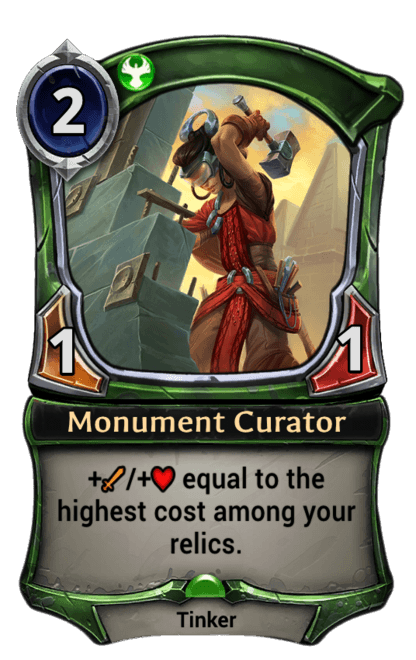 2
1
1
Monument Curator
+/+ equal to the
highest cost among your
relics.
Tinker